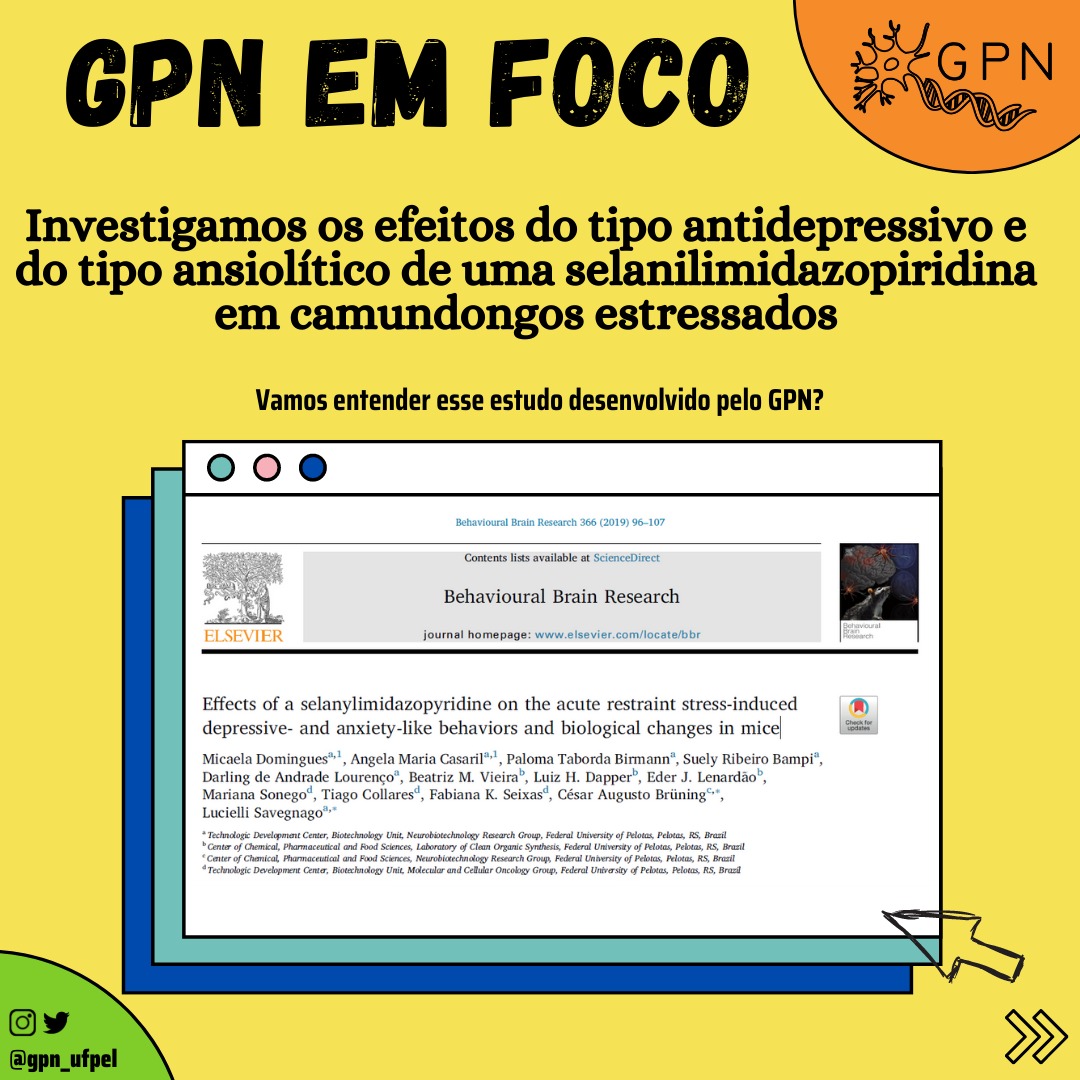 GPN EM FOCO
GPN
Investigamos os efeitos do tipo antidepressivo e
do tipo ansiolítico de uma selanilimidazopiridina
em camundongos estressados
Vamos entender esse estudo desenvolvido pelo GPN?
Behavioural Brain Research 366 (2019) 96–107
Contents lists available at ScienceDirect
Behavioural Brain Research
journal homepage: www.elsevier.com/locate/bbr
ELSEVIER
Behavioural
Brain
Research
Effects of a selanylimidazopyridine on the acute restraint stress-induced
depressive- and anxiety-like behaviors and biological changes in mice
Check for
updates
Micaela Domingues a,1, Angela Maria Casaril a,1, Paloma Taborda Birmann a, Suely Ribeiro Bampi a,
Darling de Andrade Lourenço a, Beatriz M. Vieira b, Luiz H. Dapper b, Eder J. Lenardão b,
Mariana Sonego d, Tiago Collares d, Fabiana K. Seixas d, César Augusto Brüning c,*,
Lucielli Savegnago a,*
a Technologic Development Center, Biotechnology Unit, Neurobiotechnology Research Group, Federal University of Pelotas, Pelotas, RS, Brazil
b Center of Chemical, Pharmaceutical and Food Sciences, Laboratory of Clean Organic Synthesis, Federal University of Pelotas, Pelotas, RS, Brazil
c Center of Chemical, Pharmaceutical and Food Sciences, Neurobiotechnology Research Group, Federal University of Pelotas, Pelotas, RS, Brazil
d Technologic Development Center, Biotechnology Unit, Molecular and Cellular Oncology Group, Federal University of Pelotas, Pelotas, RS, Brazil
@gpn_ufpel